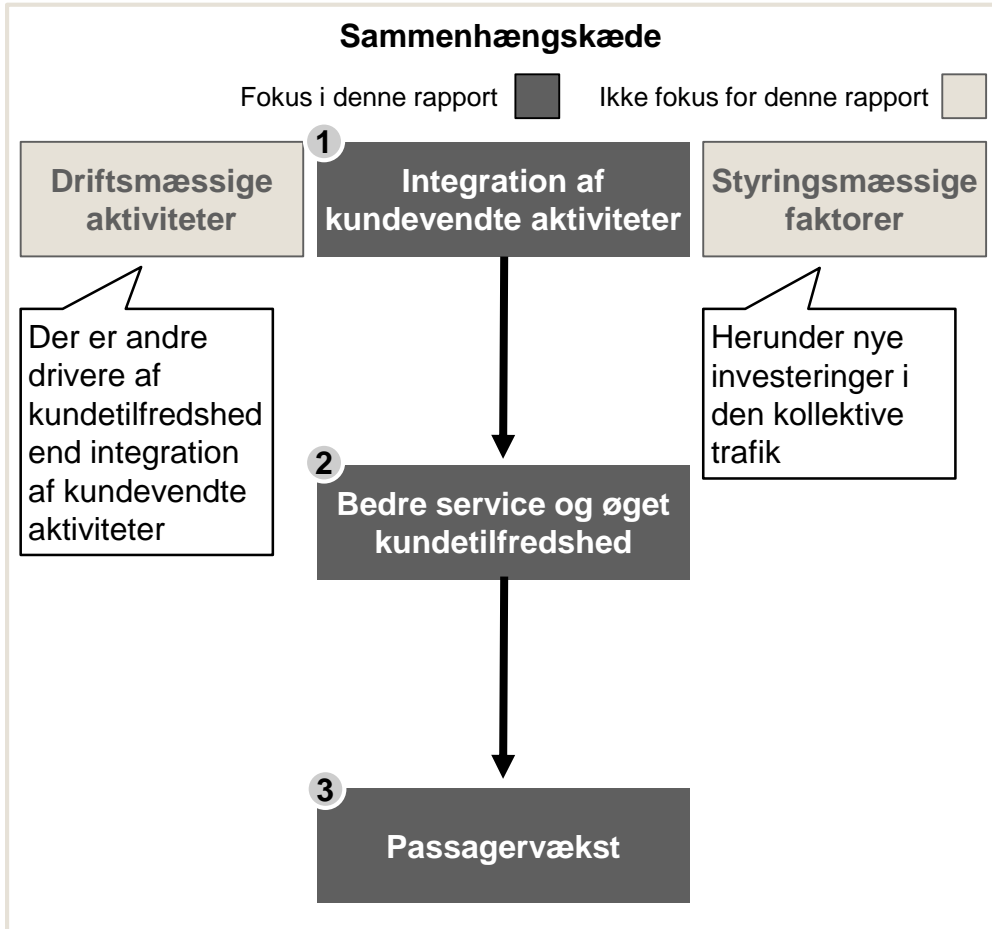 Sammenhængskæde
Fokus i denne rapport
Ikke fokus for denne rapport
Driftsmæssige
aktiviteter
1
Integration af
kundevendte aktiviteter
Styringsmæssige
faktorer
Der er andre
drivere af
kundetilfredshed
end integration
af kundevendte
aktiviteter
Herunder nye
investeringer i
den kollektive
trafik
2
Bedre service og øget
kundetilfredshed
3
Passagervækst